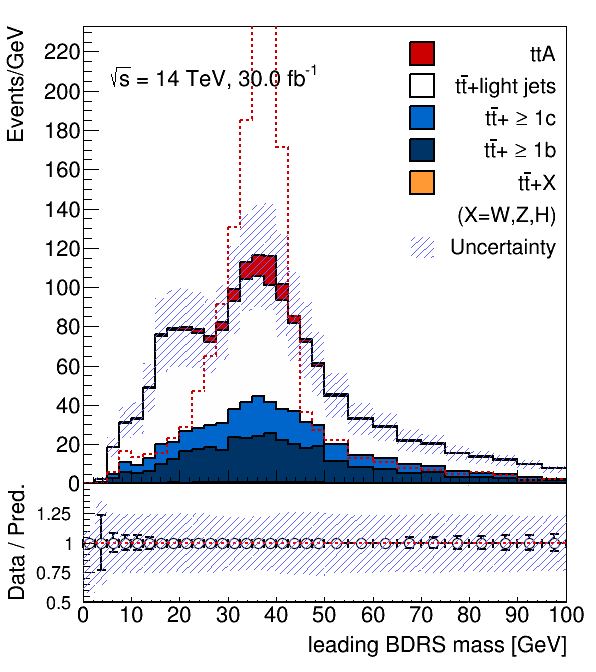 Events/GeV
220
200
180
160
140
120
100
80
60
40
20
0
√s = 14 TeV, 30.0 fb⁻¹
ttA
tt̄+light jets
tt̄+ ≥ 1c
tt̄+ ≥ 1b
tt̄+X
(X=W,Z,H)
Uncertainty
Data / Pred.
1.25
1
0.75
0.5
0 10 20 30 40 50 60 70 80 90 100
leading BDRS mass [GeV]